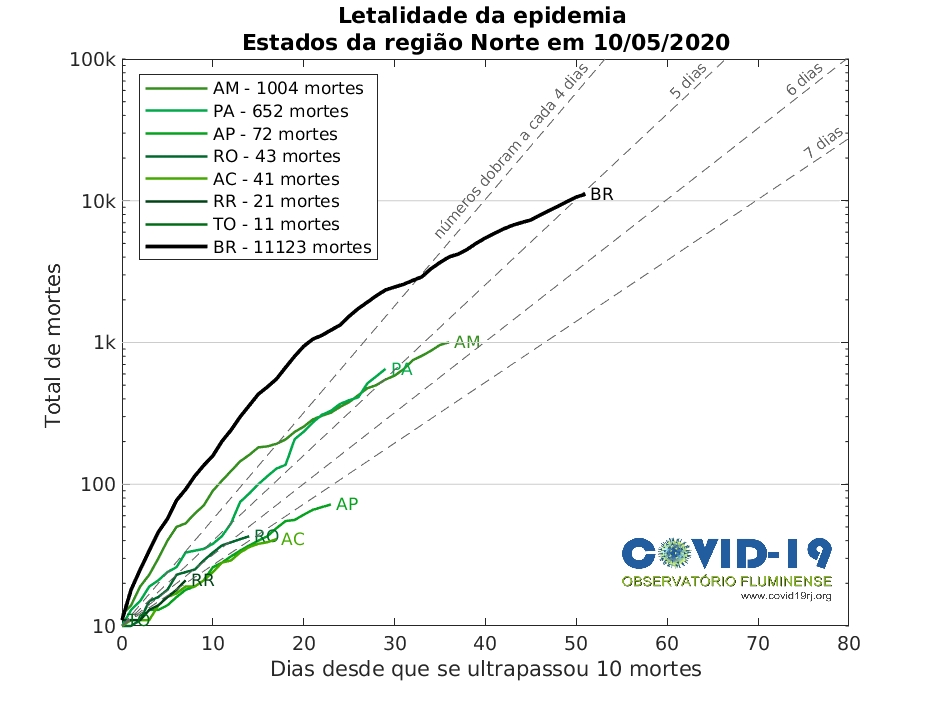 Letalidade da epidemia
Estados da região Norte em 10/05/2020
100k
10k
1k
100
10
Total de mortes
AM - 1004 mortes
PA - 652 mortes
AP - 72 mortes
RO - 43 mortes
AC - 41 mortes
RR - 21 mortes
TO - 11 mortes
BR - 11123 mortes
números dobram a cada 4 dias
5 dias
6 dias
7 dias
BR
AM
PA
AP
RO
AC
RR
TO
COVID-19
OBSERVATÓRIO FLUMINENSE
www.covid19rj.org
0 10 20 30 40 50 60 70 80
Dias desde que se ultrapassou 10 mortes